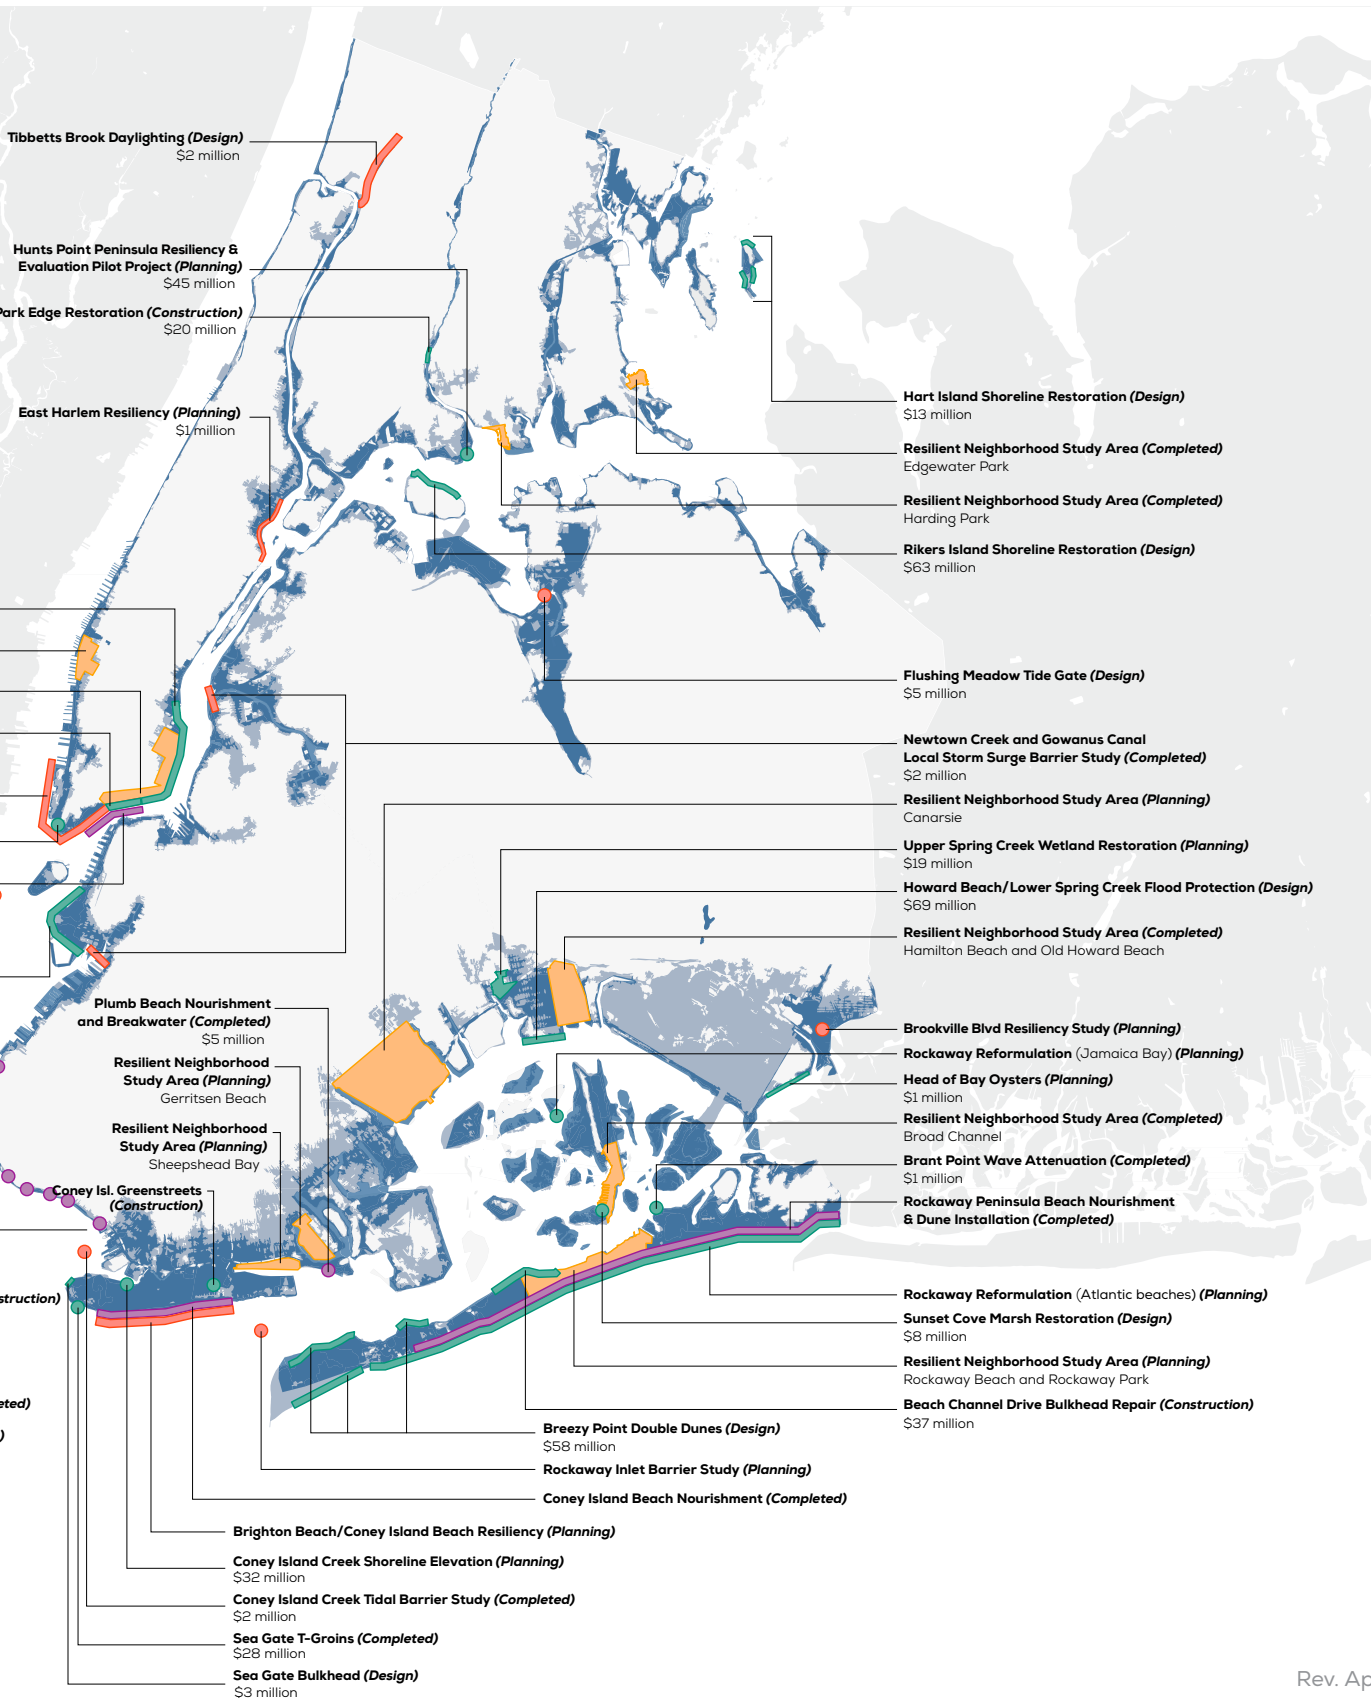 Tibbetts Brook Daylighting (Design)
$2 million
Hunts Point Peninsula Resiliency &
Evaluation Pilot Project (Planning)
$45 million
Park Edge Restoration (Construction)
$20 million
East Harlem Resiliency (Planning)
$1 million
Hart Island Shoreline Restoration (Design)
$13 million
Resilient Neighborhood Study Area (Completed)
Edgewater Park
Resilient Neighborhood Study Area (Completed)
Harding Park
Rikers Island Shoreline Restoration (Design)
$63 million
Flushing Meadow Tide Gate (Design)
$5 million
Newtown Creek and Gowanus Canal
Local Storm Surge Barrier Study (Completed)
$2 million
Resilient Neighborhood Study Area (Planning)
Canarsie
Upper Spring Creek Wetland Restoration (Planning)
$19 million
Howard Beach/Lower Spring Creek Flood Protection (Design)
$69 million
Resilient Neighborhood Study Area (Completed)
Hamilton Beach and Old Howard Beach
Plumb Beach Nourishment
and Breakwater (Completed)
$5 million
Resilient Neighborhood
Study Area (Planning)
Gerritsen Beach
Resilient Neighborhood
Study Area (Planning)
Sheepshead Bay
Coney Isl. Greenstreets
(Construction)
Brookville Blvd Resiliency Study (Planning)
Rockaway Reformulation (Jamaica Bay) (Planning)
Head of Bay Oysters (Planning)
$1 million
Resilient Neighborhood Study Area (Completed)
Broad Channel
Brant Point Wave Attenuation (Completed)
$1 million
Rockaway Peninsula Beach Nourishment
& Dune Installation (Completed)
Rockaway Reformulation (Atlantic beaches) (Planning)
Sunset Cove Marsh Restoration (Design)
$8 million
Resilient Neighborhood Study Area (Planning)
Rockaway Beach and Rockaway Park
Beach Channel Drive Bulkhead Repair (Construction)
$37 million
struction)
eted)
)
Breezy Point Double Dunes (Design)
$58 million
Rockaway Inlet Barrier Study (Planning)
Coney Island Beach Nourishment (Completed)
Brighton Beach/Coney Island Beach Resiliency (Planning)
Coney Island Creek Shoreline Elevation (Planning)
$32 million
Coney Island Creek Tidal Barrier Study (Completed)
$2 million
Sea Gate T-Groins (Completed)
$28 million
Sea Gate Bulkhead (Design)
$3 million
Rev. Ap